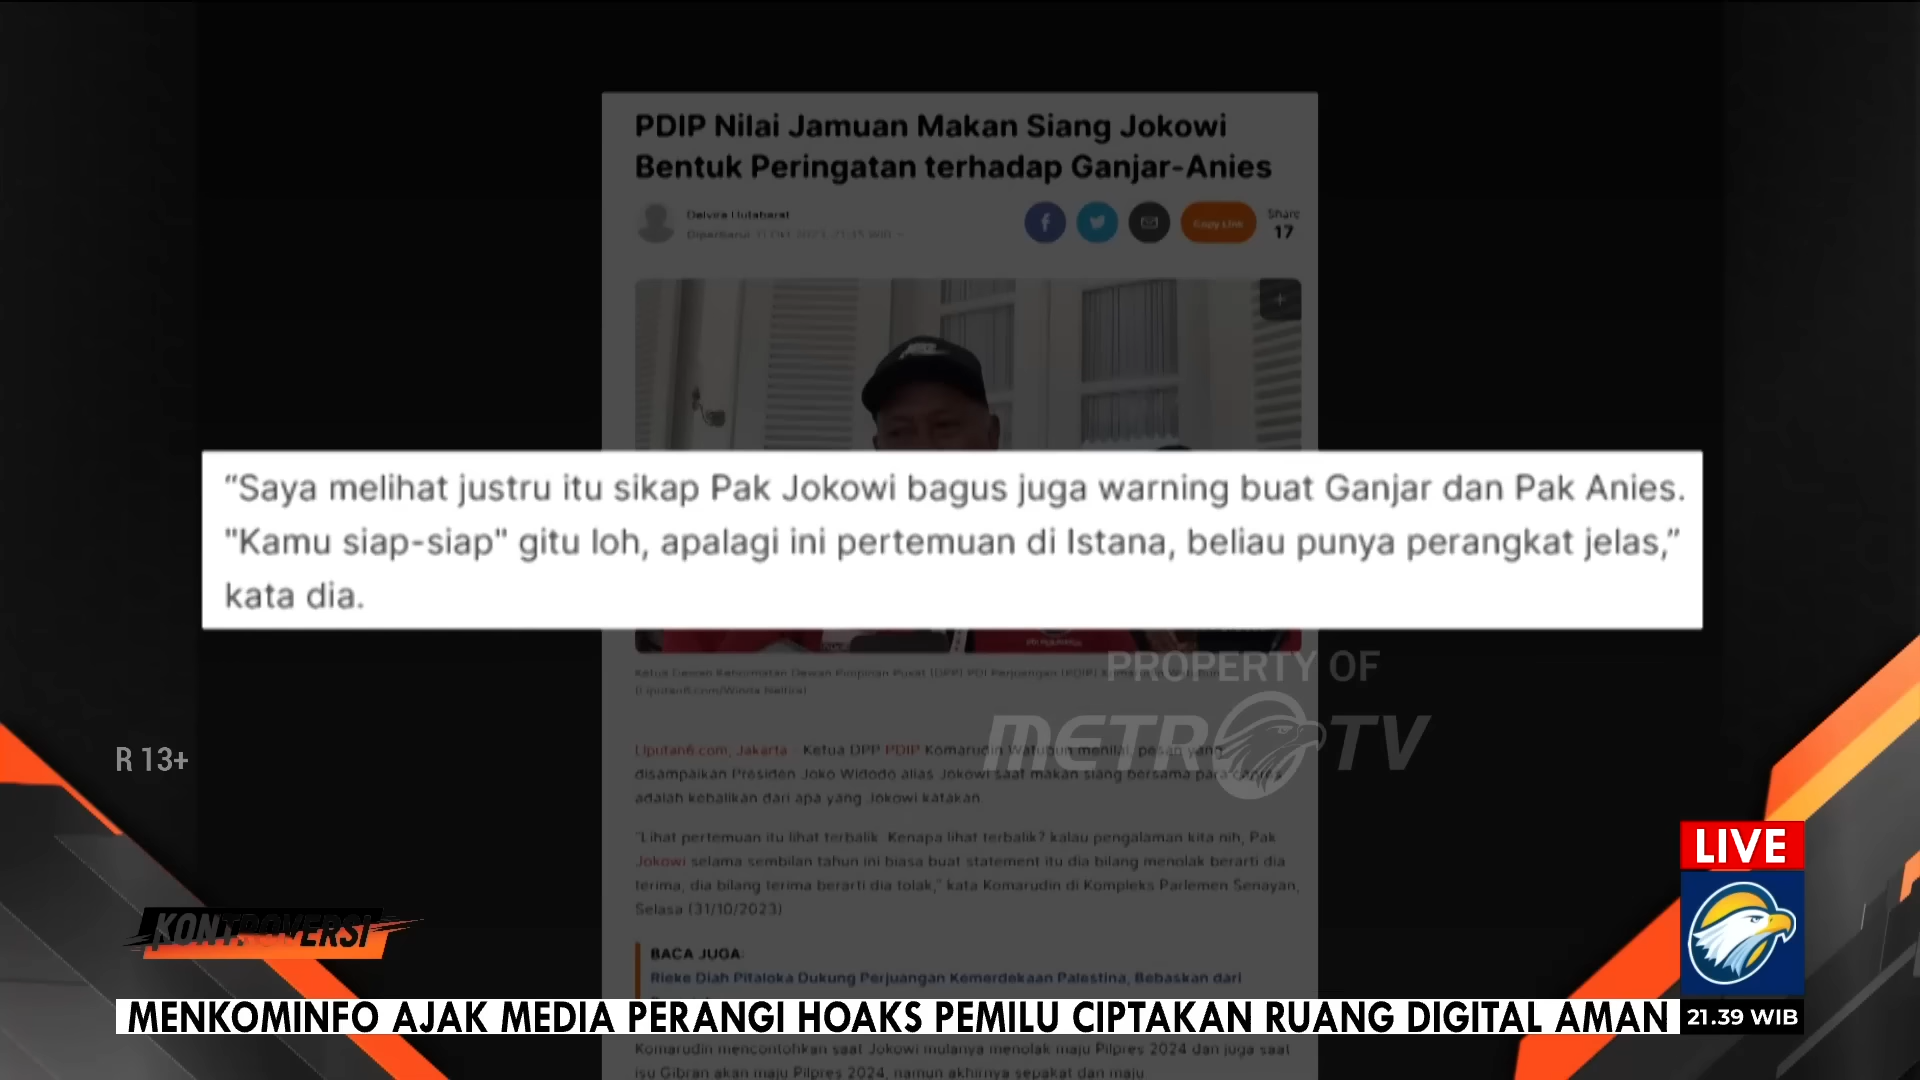 PDIP Nilai Jamuan Makan Siang Jokowi
Bentuk Peringatan terhadap Ganjar-Anies
Copy Link
Share
17
“Saya melihat justru itu sikap Pak Jokowi bagus juga warning buat Ganjar dan Pak Anies.
"Kamu siap-siap" gitu loh, apalagi ini pertemuan di Istana, beliau punya perangkat jelas,”
kata dia.
PROPERTY OF
METRO TV
R 13+
Liputan6.com, Jakarta Ketua DPP PDIP Komarudin Watubun menilai, pesan yang
disampaikan Presiden Joko Widodo alias Jokowi saat makan siang bersama para capres
adalah kebalikan dari apa yang Jokowi katakan
"Lihat pertemuan itu lihat terbalik. Kenapa lihat terbalik? kalau pengalaman kita nih, Pak
Jokowi selama sembilan tahun ini biasa buat statement itu dia bilang menolak berarti dia
terima, dia bilang terima berarti dia tolak," kata Komarudin di Kompleks Parlemen Senayan,
Selasa (31/10/2023)
BACA JUGA:
Rieke Diah Pitaloka Dukung Perjuangan Kemerdekaan Palestina, Bebaskan dari
LIVE
KONTROVERSI
MENKOMINFO AJAK MEDIA PERANGI HOAKS PEMILU CIPTAKAN RUANG DIGITAL AMAN
21.39 WIB
Komarudin mencontohkan saat Jokowi mulanya menolak maju Pilpres 2024 dan juga saat
isu Gibran akan maju Pilpres 2024, namun akhirnya sepakat dan maju